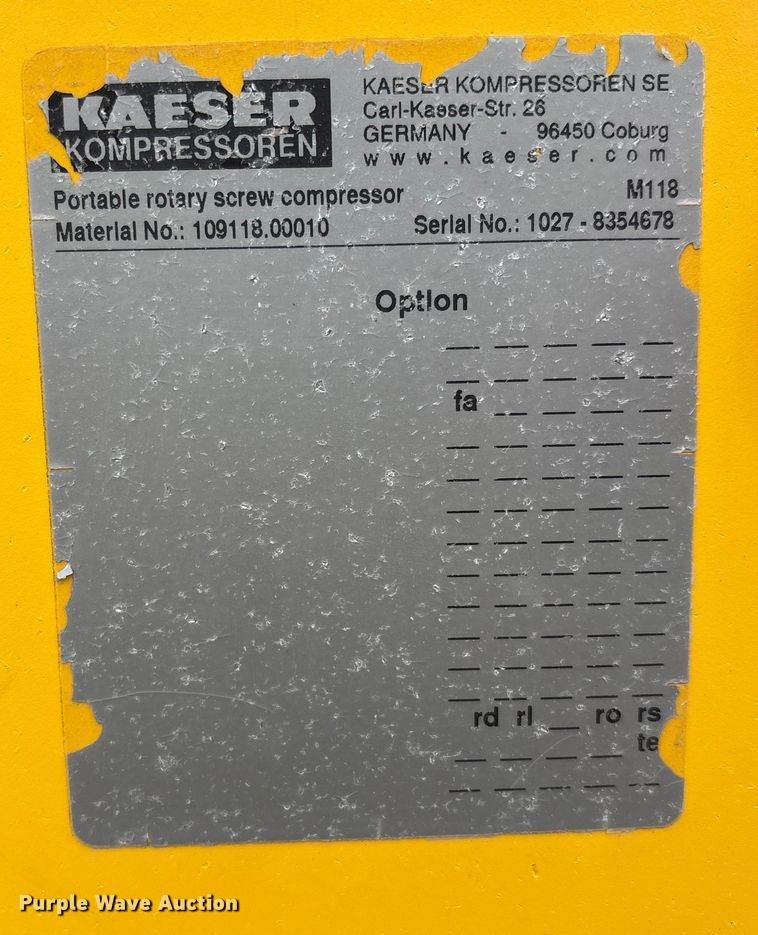 KAESER
KOMPRESSOREN
KAESER KOMPRESSOREN SE
Carl-Kaeser-Str. 26
GERMANY - 96450 Coburg
www.kaeser.com
Portable rotary screw compressor M118
Material No.: 109118.00010 Serial No.: 1027 - 8354678
Option
fa
rd rl ro rs
te
Purple Wave Auction